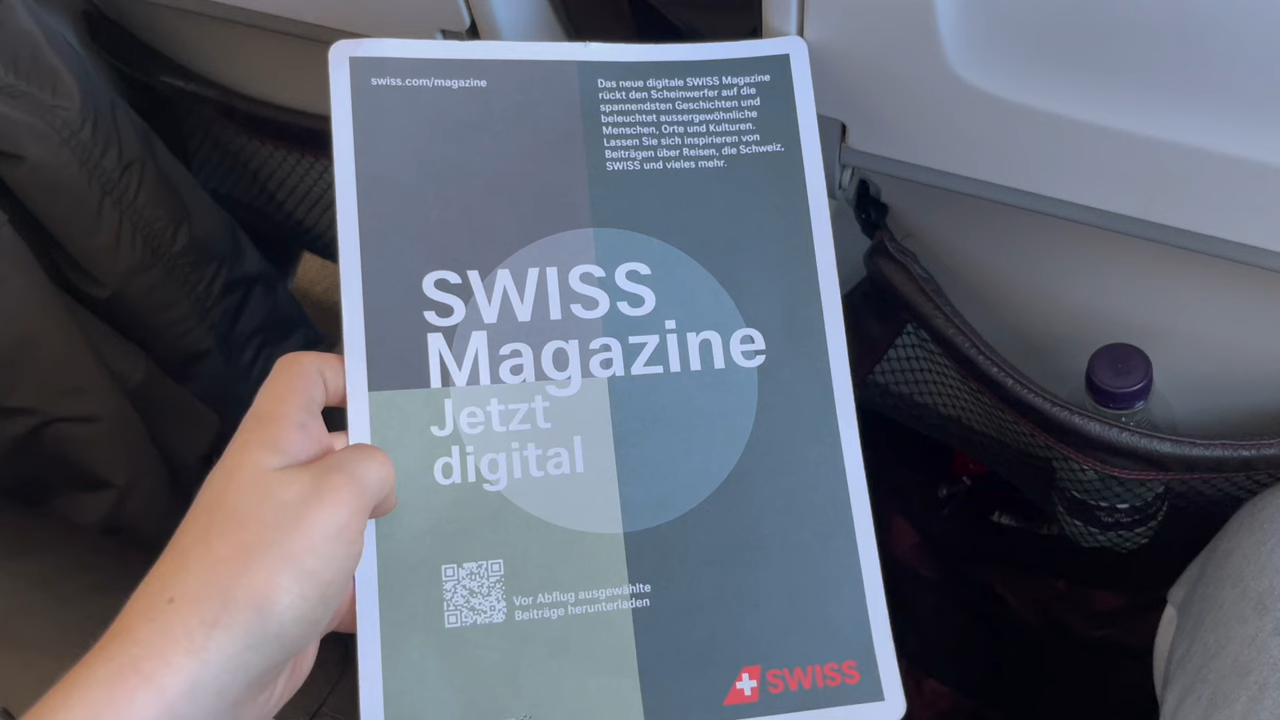 swiss.com/magazine
Das neue digitale SWISS Magazine
rückt den Scheinwerfer auf die
spannendsten Geschichten und
beleuchtet aussergewöhnliche
Menschen, Orte und Kulturen.
Lassen Sie sich inspirieren von
Beiträgen über Reisen, die Schweiz,
SWISS und vieles mehr.
SWISS
Magazine
Jetzt
digital
Vor Abflug ausgewählte
Beiträge herunterladen
SWISS